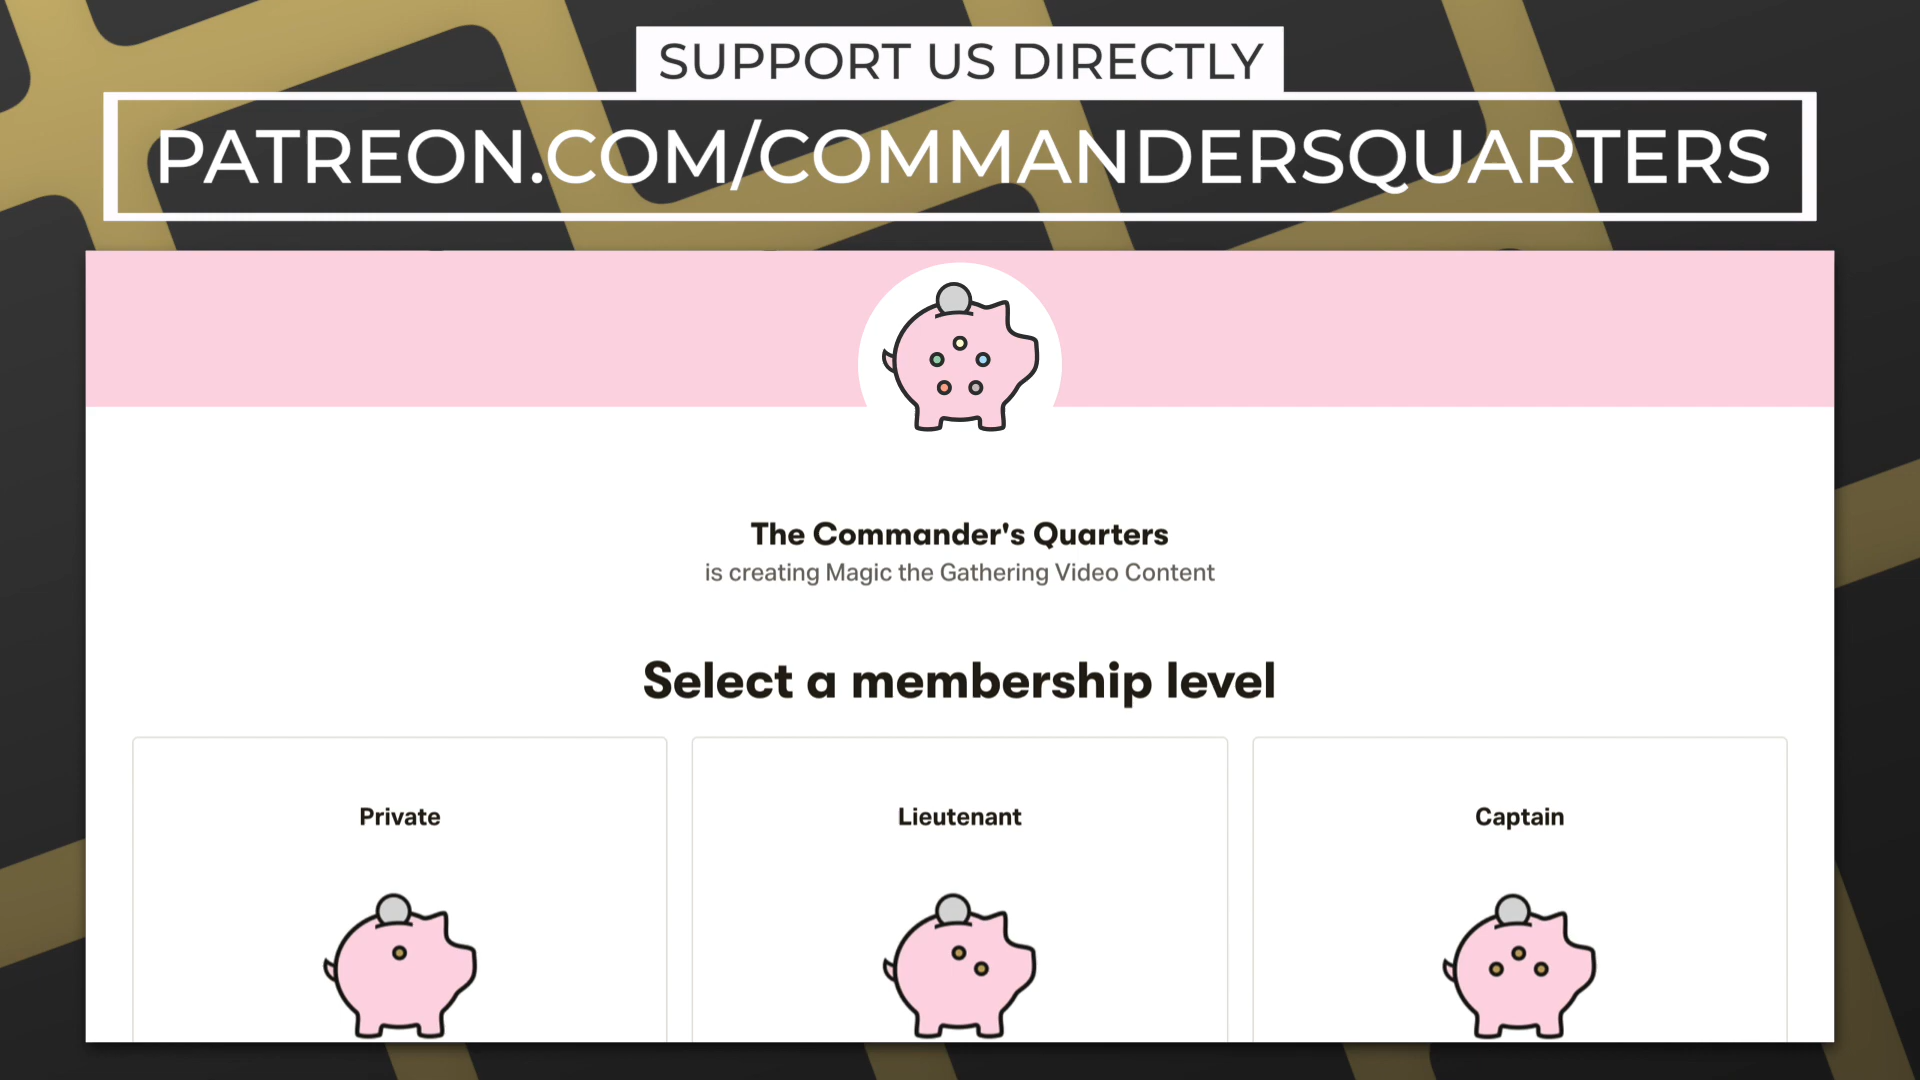 SUPPORT US DIRECTLY
PATREON.COM/COMMANDERSQUARTERS
The Commander's Quarters
is creating Magic the Gathering Video Content
Select a membership level
Private
Lieutenant
Captain